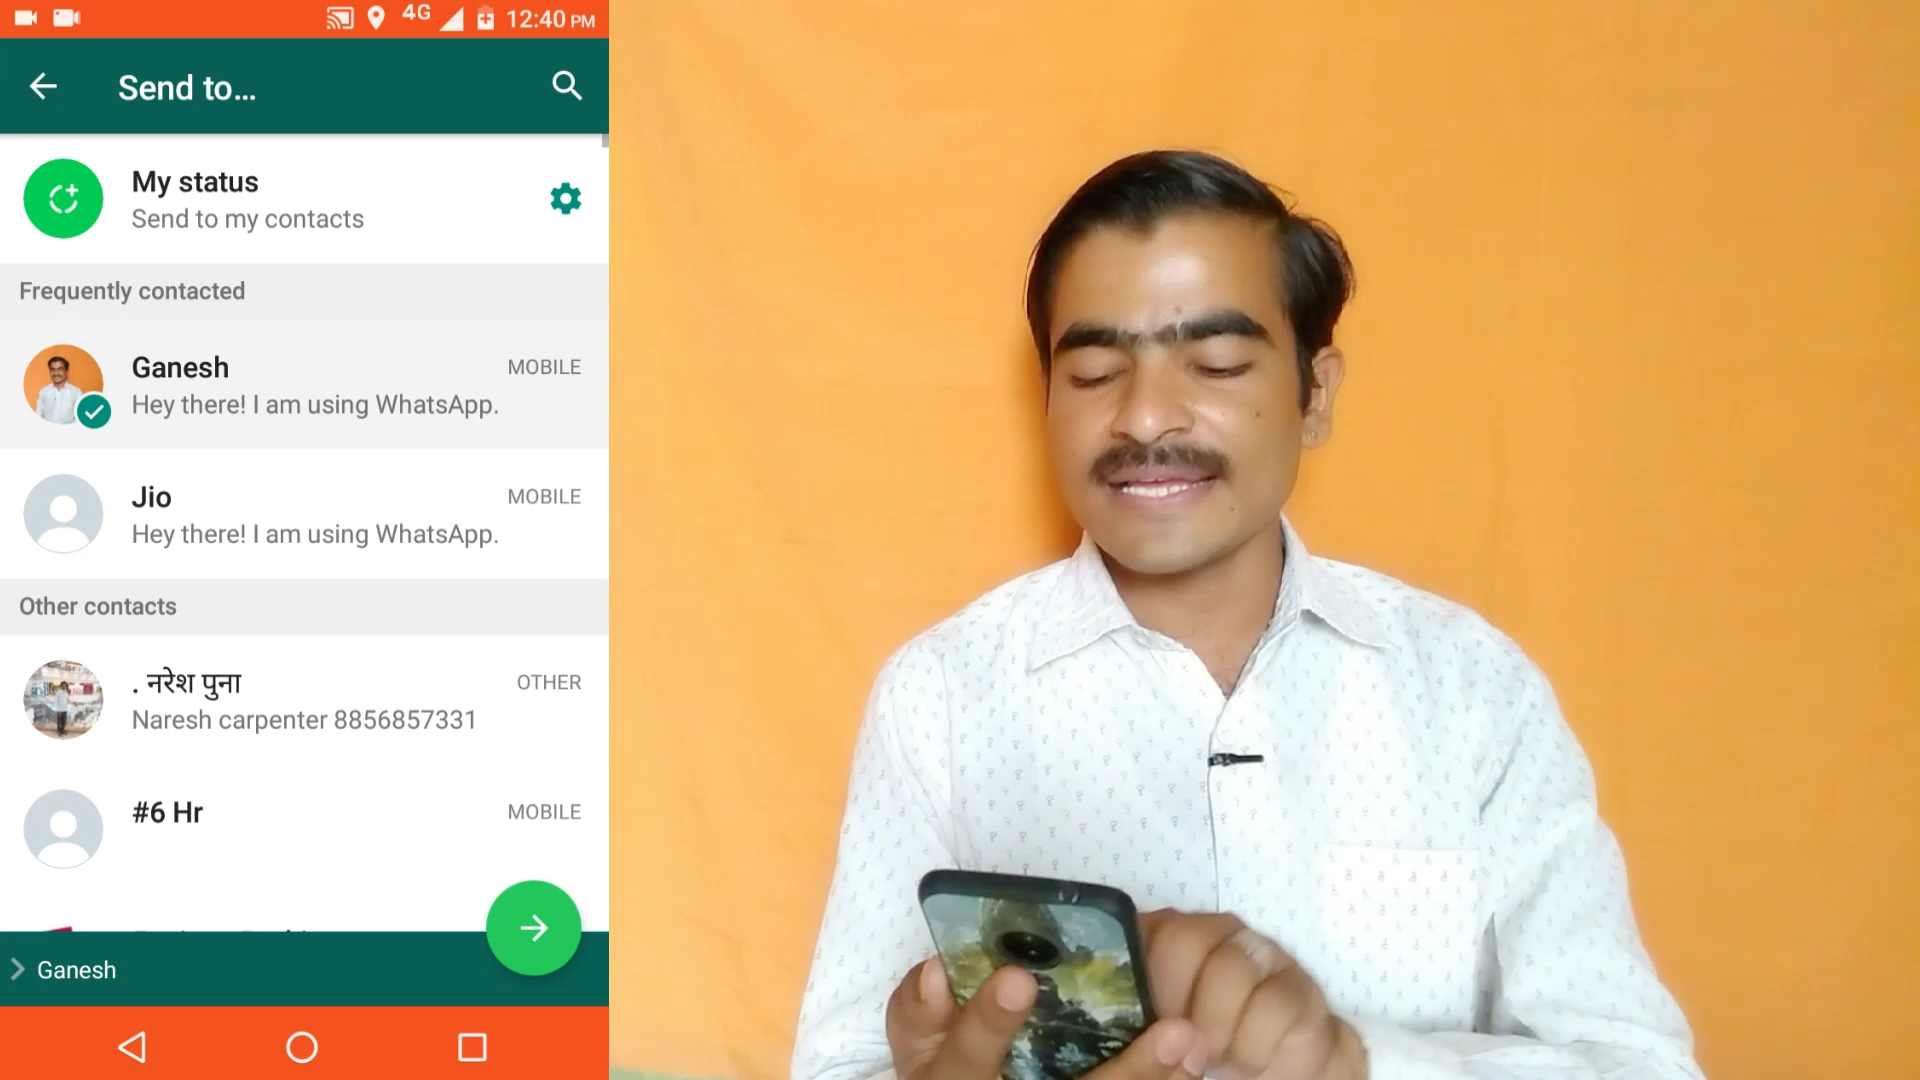 4G 12:40 PM
Send to...
My status
Send to my contacts
Frequently contacted
Ganesh MOBILE
Hey there! I am using WhatsApp.
Jio MOBILE
Hey there! I am using WhatsApp.
Other contacts
. नरेश पुना OTHER
Naresh carpenter 8856857331
#6 Hr MOBILE
Ganesh